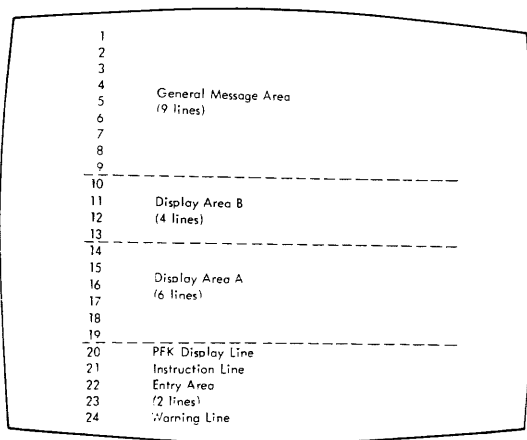 1
2
3
4
General Message Area
5
(9 lines)
6
7
8
9
10
11 Display Area B
12 (4 lines)
13
14
15
Display Area A
16
(6 lines)
17
18
19
20 PFK Display Line
21 Instruction Line
22 Entry Area
23 (2 lines)
24 Warning Line